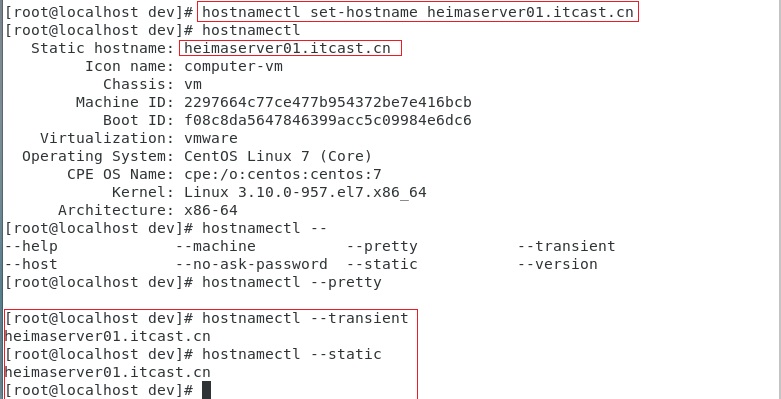 [root@localhost dev]# hostnamectl set-hostname heimaserver01.itcast.cn
[root@localhost dev]# hostnamectl
Static hostname: heimaserver01.itcast.cn
Icon name: computer-vm
Chassis: vm
Machine ID: 2297664c77ce477b954372be7e416bcb
Boot ID: f08c8da5647846399acc5c09984e6dc6
Virtualization: vmware
Operating System: CentOS Linux 7 (Core)
CPE OS Name: cpe:/o:centos:centos:7
Kernel: Linux 3.10.0-957.el7.x86_64
Architecture: x86-64
[root@localhost dev]# hostnamectl --
--help --machine --pretty --transient
--host --no-ask-password --static --version
[root@localhost dev]# hostnamectl --pretty
[root@localhost dev]# hostnamectl --transient
heimaserver01.itcast.cn
[root@localhost dev]# hostnamectl --static
heimaserver01.itcast.cn
[root@localhost dev]#